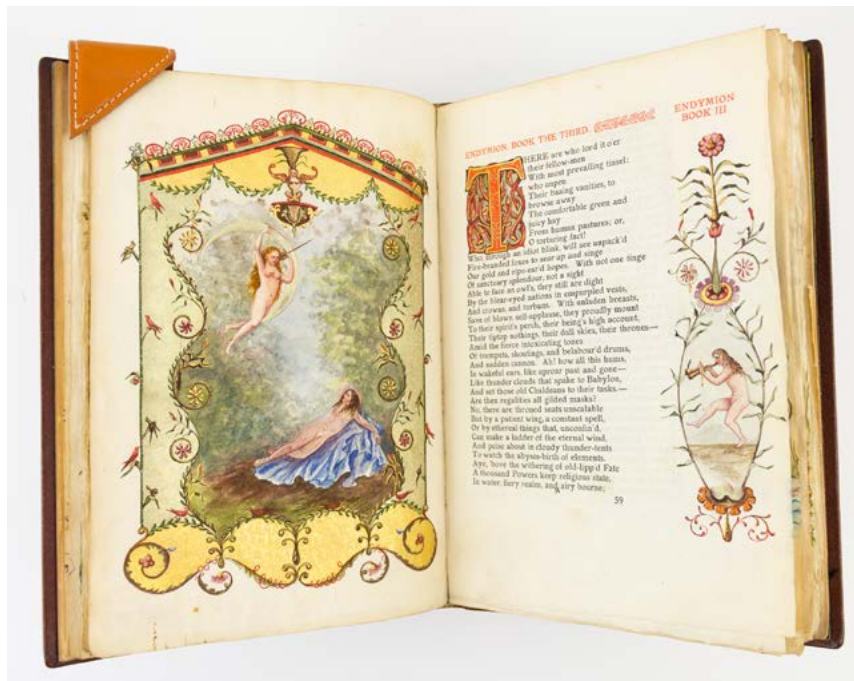 ENDYMION. BOOK THE THIRD.
ENDYMION
BOOK III
THERE are who lord it o'er
their fellow-men
With most prevailing tinsel:
who unpen
Their baaing vanities, to
browse away
The comfortable green and
juicy hay
From human pastures; or,
O torturing fact!
Who, through an idiot blink, will see unpack'd
Fire-branded foxes to sear up and singe
Our gold and ripe-ear'd hopes. With not one tinge
Of sanctuary splendour, not a sight
Able to face an owl's, they still are dight
By the blear-eyed nations in empurpled vests,
And crowns, and turbans. With unladen breasts,
Save of blown self-applause, they proudly mount
To their spirit's perch, their being's high account,
Their tiptop nothings, their dull skies, their thrones—
Amid the fierce intoxicating tones
Of trumpets, shoutings, and belabour'd drums,
And sudden cannon. Ah! how all this hums,
In wakeful ears, like uproar past and gone—
Like thunder clouds that spake to Babylon,
And set those old Chaldeans to their tasks.—
Are then regalities all gilded masks?
No, there are throned seats unscalable
But by a patient wing, a constant spell,
Or by ethereal things that, unconfin'd,
Can make a ladder of the eternal wind,
And poise about in cloudy thunder-tents
To watch the abysm-birth of elements.
Aye, 'bove the withering of old-lipp'd Fate
A thousand Powers keep religious state,
In water, fiery realm, and airy bourne;
59